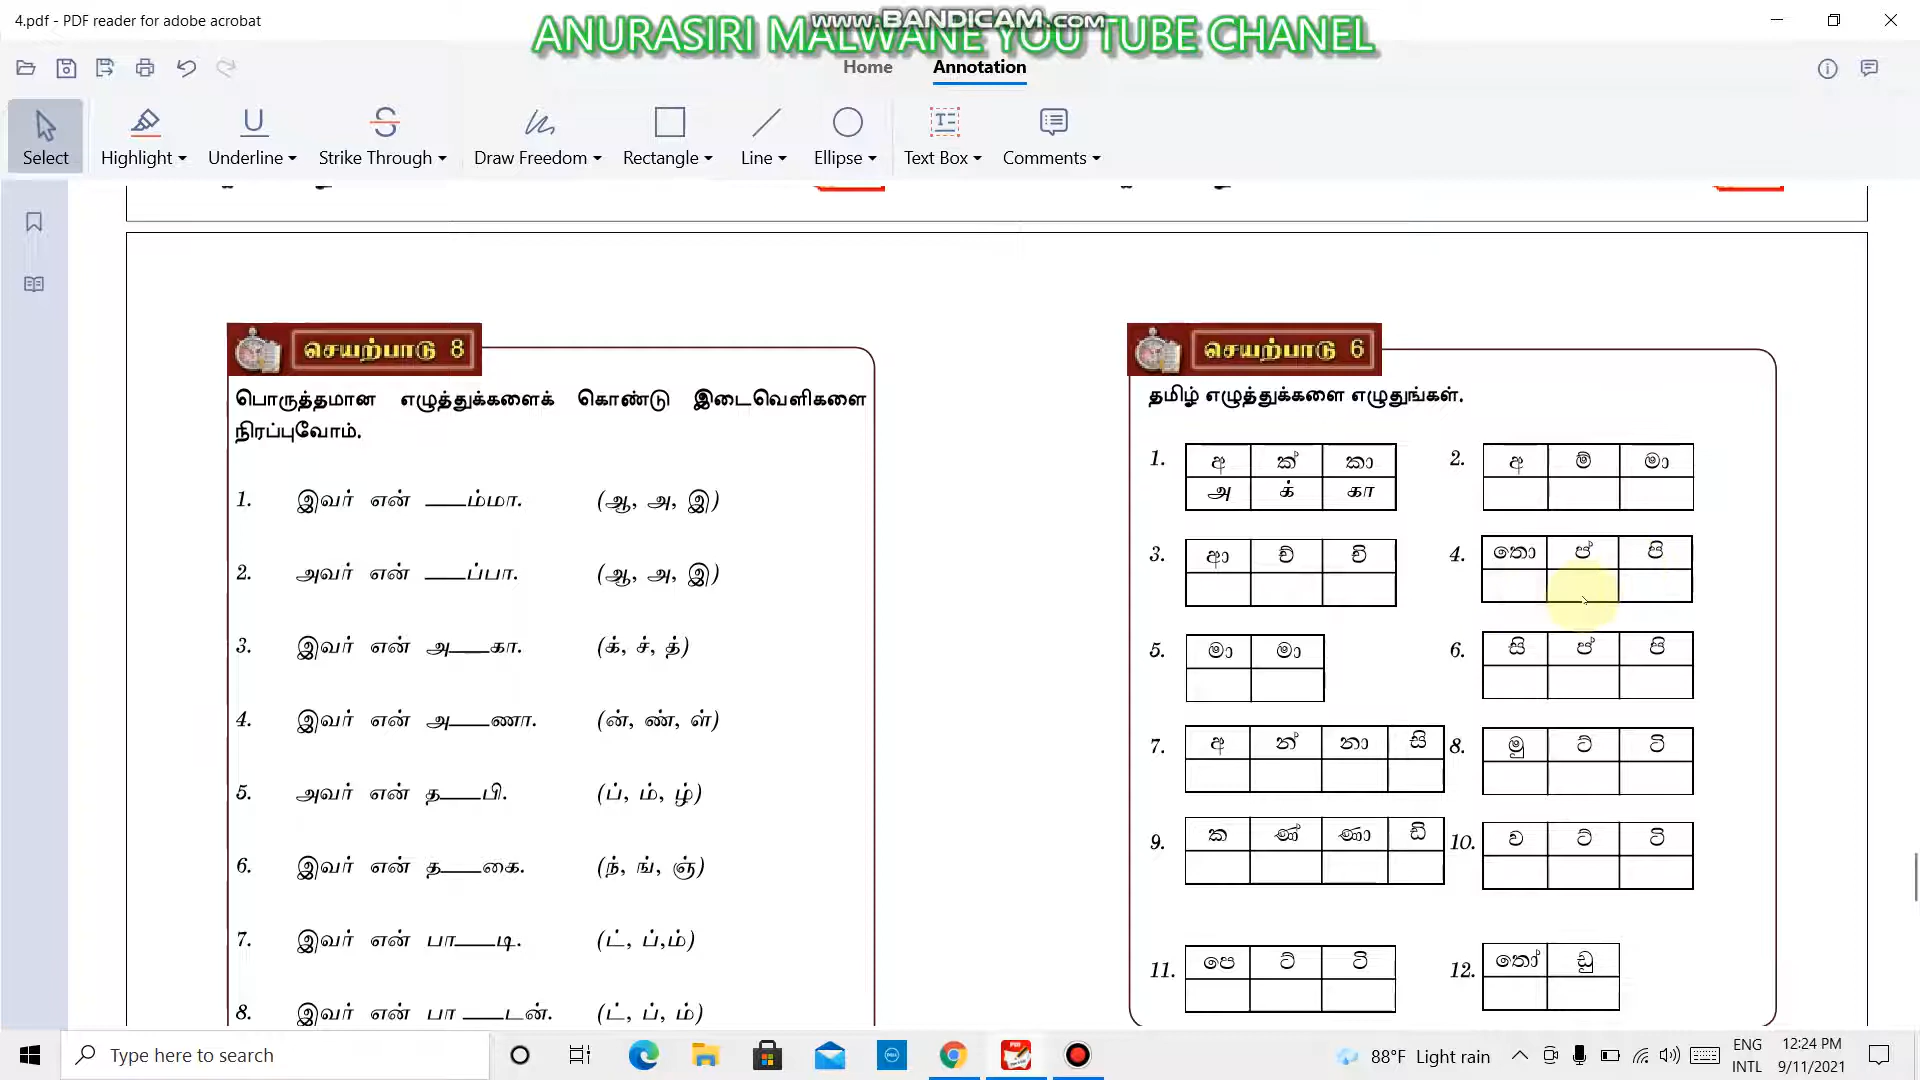 4.pdf - PDF reader for adobe acrobat
www.BANDICAM.com
ANURASIRI MALWANE YOU TUBE CHANEL
Home Annotation
Select Highlight Underline Strike Through Draw Freedom Rectangle Line Ellipse Text Box Comments
செயற்பாடு 8
பொருத்தமான எழுத்துக்களைக் கொண்டு இடைவெளிகளை
நிரப்புவோம்.
1. இவர் என் ___ம்மா. (ஆ, அ, இ)
2. அவர் என் ___ப்பா. (ஆ, அ, இ)
3. இவர் என் அ___கா. (க், ச், த்)
4. இவர் என் அ___ணா. (ன், ண், ள்)
5. அவர் என் த___பி. (ப், ம், ழ்)
6. இவர் என் த___கை. (ந், ங், ஞ்)
7. இவர் என் பா___டி. (ட், ப்,ம்)
8. இவர் என் பா ___டன். (ட், ப், ம்)
செயற்பாடு 6
தமிழ் எழுத்துக்களை எழுதுங்கள்.
1. අ ක් කා
அ க் கா
2. අ ම් මා
3. ආ ච් චි
4. තො ප් පි
5. මා මා
6. සි ප් පි
7. අ න් නා සි
8. මු ට් ටි
9. ක ණ් ණා ඩි
10. ව ට් ටි
11. පෙ ට් ටි
12. තෝ ඩු
Type here to search
88°F Light rain
ENG
INTL
12:24 PM
9/11/2021